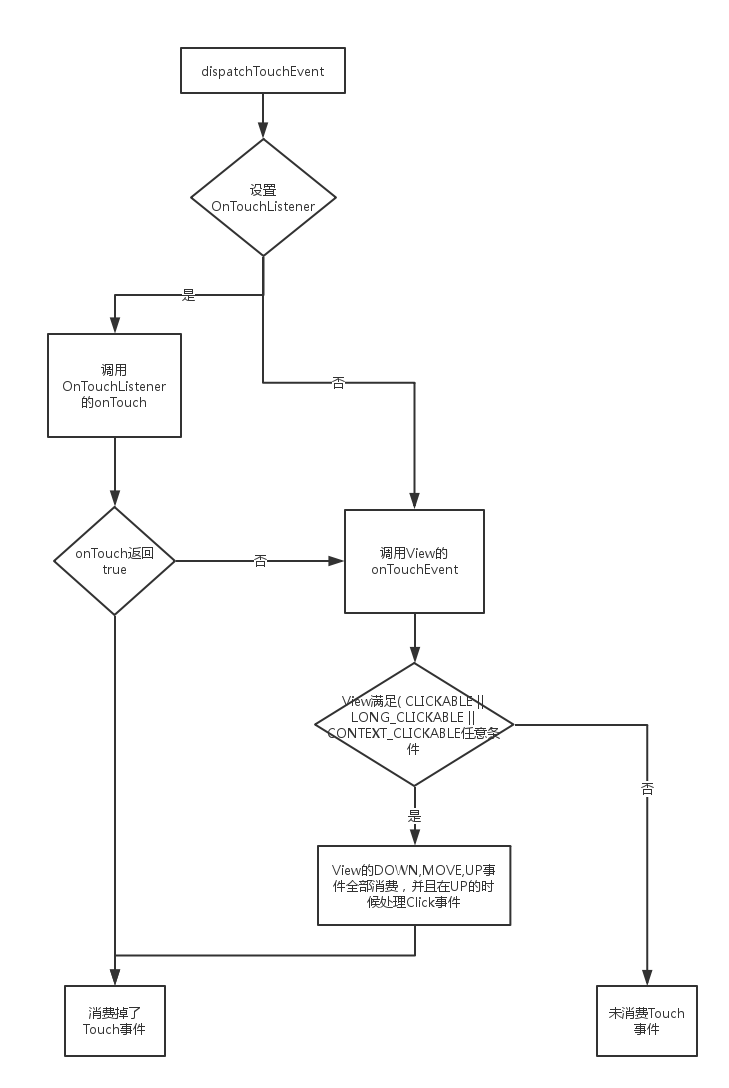 dispatchTouchEvent
设置
OnTouchListener
是
调用
OnTouchListener
的onTouch
否
onTouch返回
true
否
调用View的
onTouchEvent
View满足( CLICKABLE ||
LONG_CLICKABLE ||
CONTEXT_CLICKABLE任意条
件
否
是
View的DOWN,MOVE,UP事
件全部消费，并且在UP的时
候处理Click事件
消费掉了
Touch事件
未消费Touch
事件